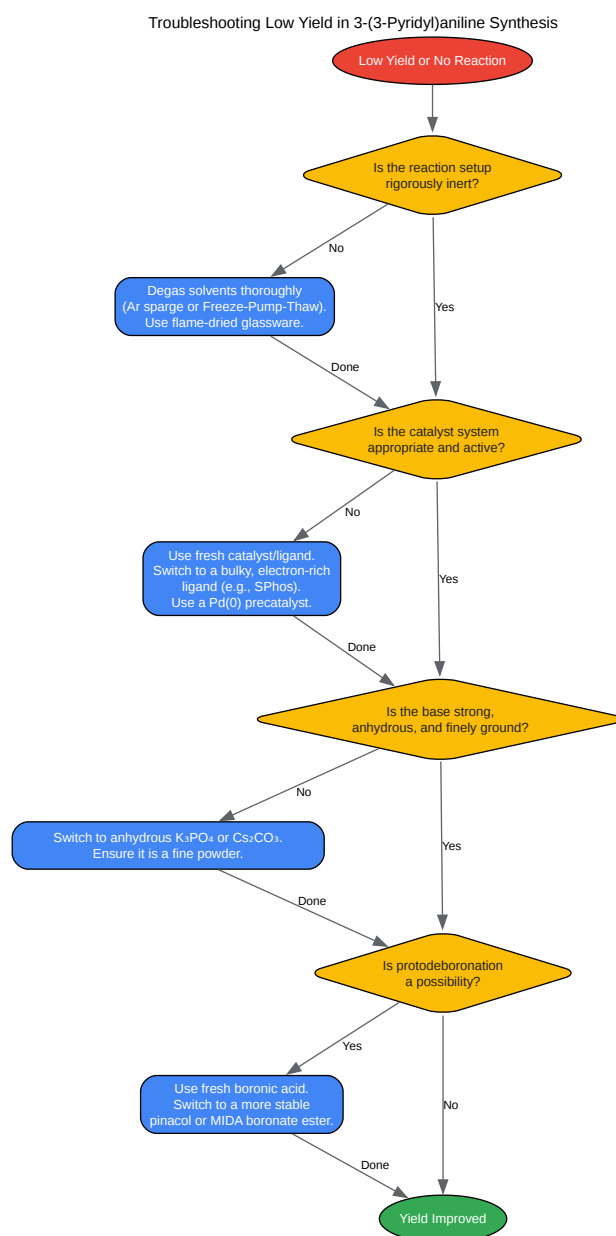 Troubleshooting Low Yield in 3-(3-Pyridyl)aniline Synthesis
Low Yield or No Reaction
Is the reaction setup
rigorously inert?
No
Degas solvents thoroughly
(Ar sparge or Freeze-Pump-Thaw).
Use flame-dried glassware.
Yes
Done
Is the catalyst system
appropriate and active?
No
Use fresh catalyst/ligand.
Switch to a bulky, electron-rich
ligand (e.g., SPhos).
Use a Pd(0) precatalyst.
Yes
Done
Is the base strong,
anhydrous, and finely ground?
No
Switch to anhydrous K₃PO₄ or Cs₂CO₃.
Ensure it is a fine powder.
Yes
Done
Is protodeboronation
a possibility?
Yes
Use fresh boronic acid.
Switch to a more stable
pinacol or MIDA boronate ester.
No
Done
Yield Improved